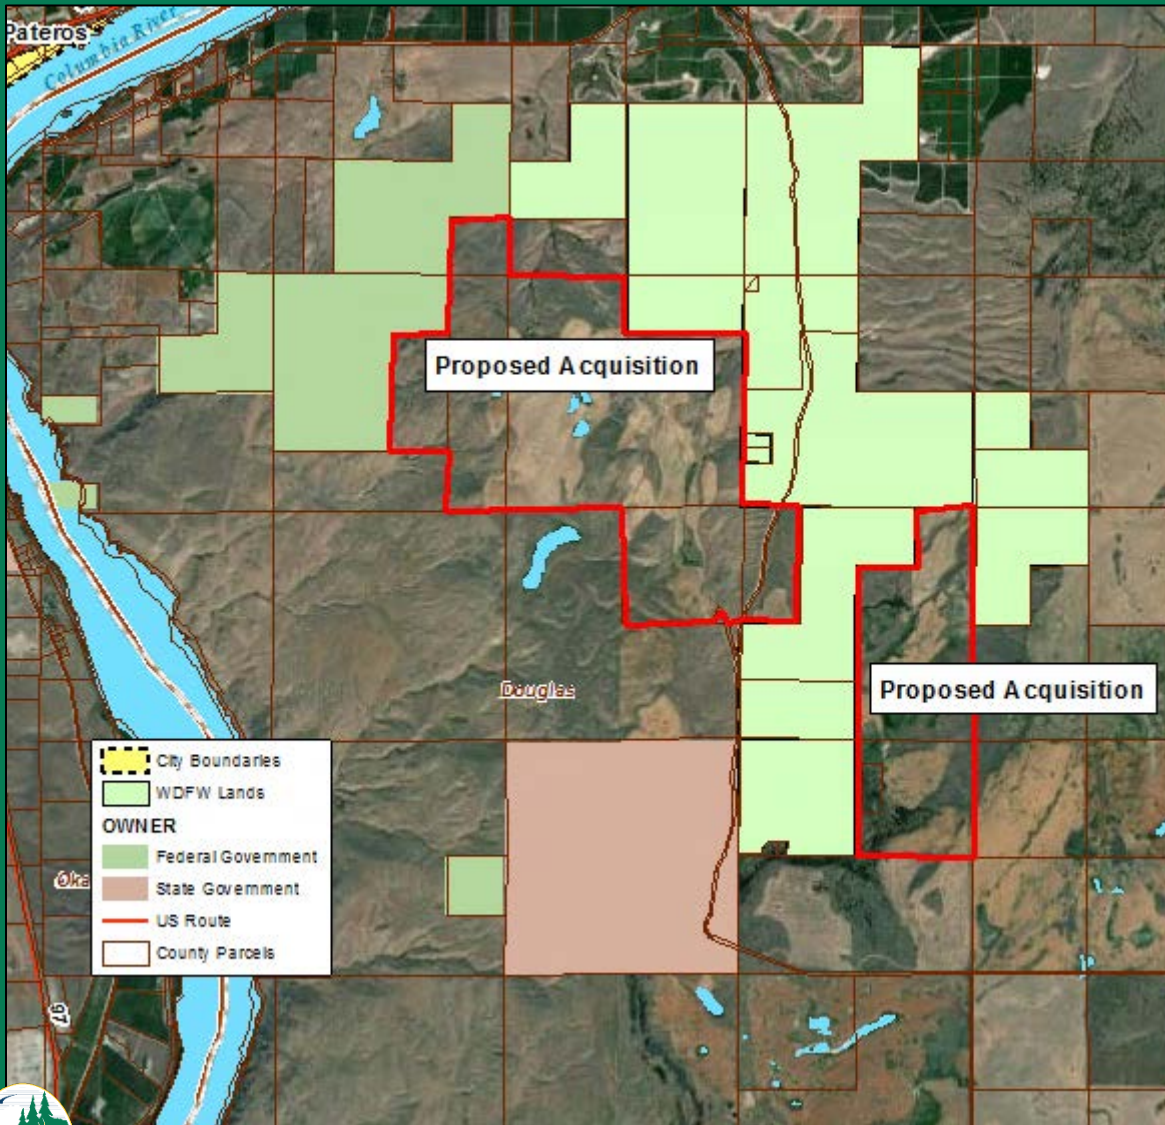 Pateros
Columbia River
Proposed Acquisition
Douglas
Proposed Acquisition
City Boundaries
WDFW Lands
OWNER
Federal Government
State Government
US Route
County Parcels
Oka
97